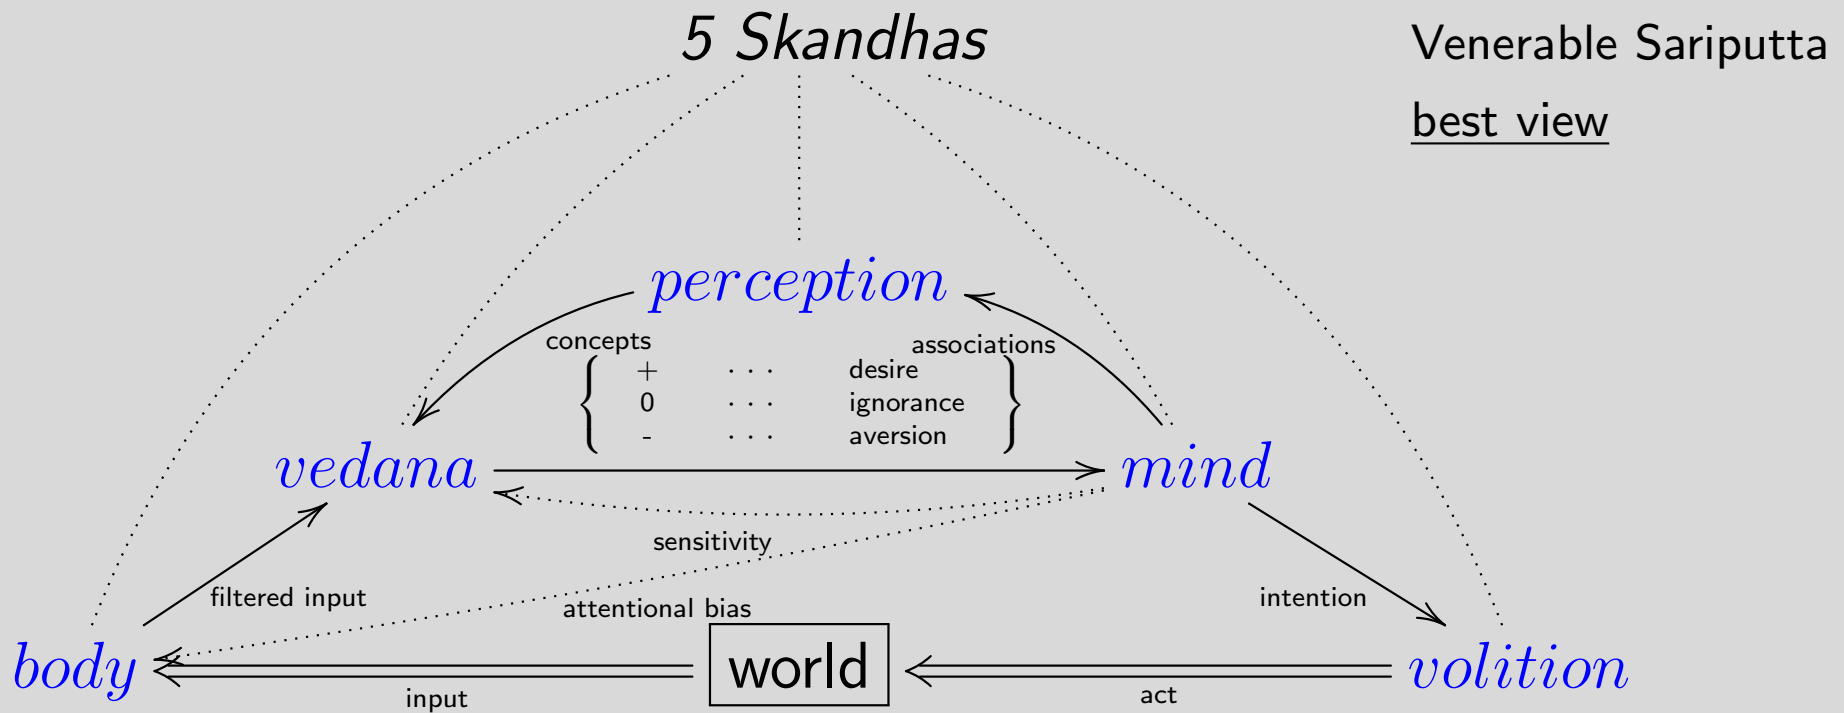 5 Skandhas
Venerable Sariputta
best view
perception
concepts
associations
+ · · · desire
0 · · · ignorance
- · · · aversion
vedana
mind
sensitivity
filtered input
attentional bias
intention
body
world
volition
input
act